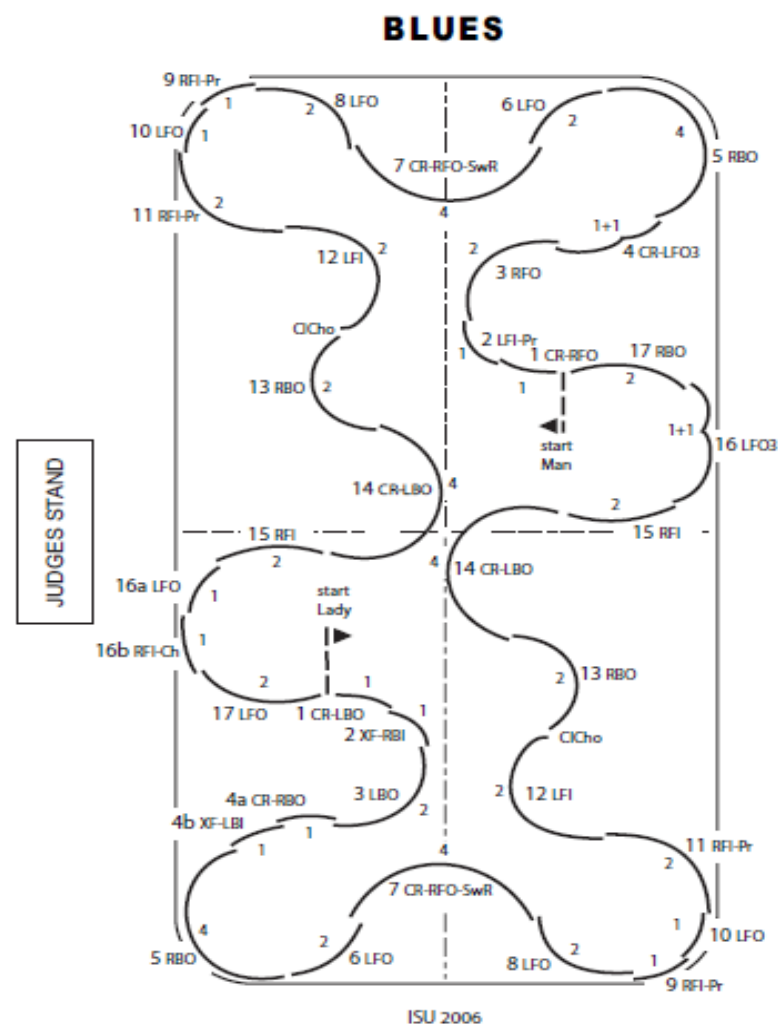 BLUES
9 RFI-Pr
1
2
8 LFO
6 LFO
2
4
10 LFO
1
5 RBO
7 CR-RFO-SwR
4
11 RFI-Pr
2
1+1
4 CR-LFO3
12 LFI
2
2
3 RFO
ClCho
2 LFI-Pr
1
1 CR-RFO
1
17 RBO
2
13 RBO
2
start
Man
1+1
16 LFO3
14 CR-LBO
4
15 RFI
2
2
15 RFI
JUDGES STAND
4
14 CR-LBO
16a LFO
1
start
Lady
16b RFI-Ch
1
2
13 RBO
2
17 LFO
1 CR-LBO
1
1
2 XF-RBI
ClCho
4a CR-RBO
3 LBO
2
2
12 LFI
4b XF-LBI
1
1
4
11 RFI-Pr
2
7 CR-RFO-SwR
4
5 RBO
2
6 LFO
8 LFO
2
1
1
10 LFO
9 RFI-Pr
ISU 2006